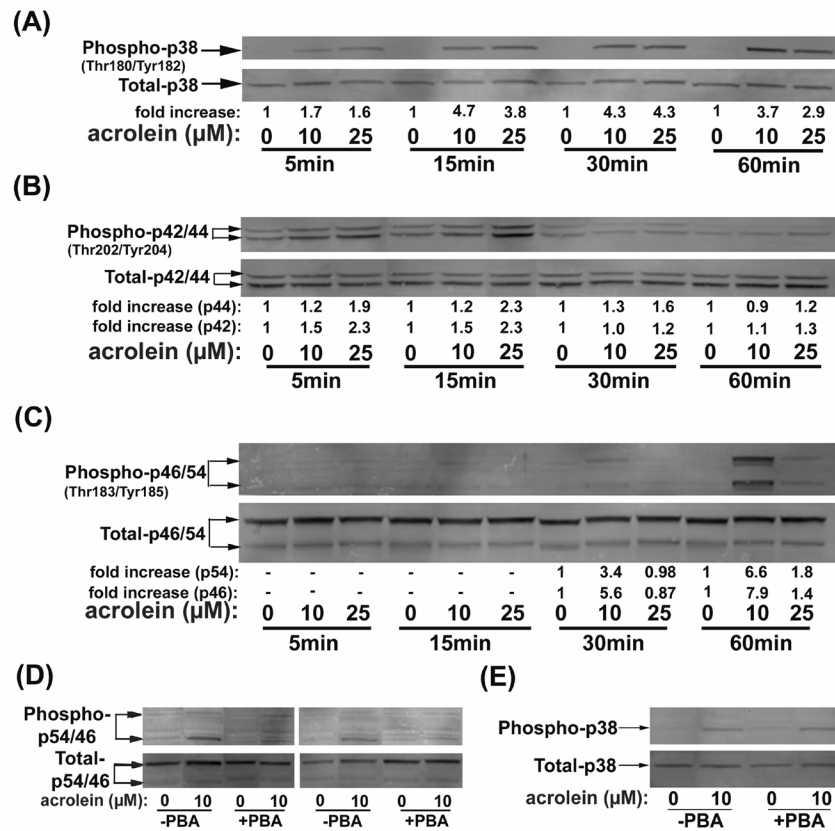 (A)
Phospho-p38
(Thr180/Tyr182)
Total-p38
fold increase: 1 1.7 1.6 1 4.7 3.8 1 4.3 4.3 1 3.7 2.9
acrolein (µM): 0 10 25 0 10 25 0 10 25 0 10 25
5min 15min 30min 60min
(B)
Phospho-p42/44
(Thr202/Tyr204)
Total-p42/44
fold increase (p44): 1 1.2 1.9 1 1.2 2.3 1 1.3 1.6 1 0.9 1.2
fold increase (p42): 1 1.5 2.3 1 1.5 2.3 1 1.0 1.2 1 1.1 1.3
acrolein (µM): 0 10 25 0 10 25 0 10 25 0 10 25
5min 15min 30min 60min
(C)
Phospho-p46/54
(Thr183/Tyr185)
Total-p46/54
fold increase (p54): - - - - - - 1 3.4 0.98 1 6.6 1.8
fold increase (p46): - - - - - - 1 5.6 0.87 1 7.9 1.4
acrolein (µM): 0 10 25 0 10 25 0 10 25 0 10 25
5min 15min 30min 60min
(D)
Phospho-
p54/46
Total-
p54/46
acrolein (µM): 0 10 0 10 0 10 0 10
-PBA +PBA -PBA +PBA
(E)
Phospho-p38
Total-p38
acrolein (µM): 0 10 0 10
-PBA +PBA